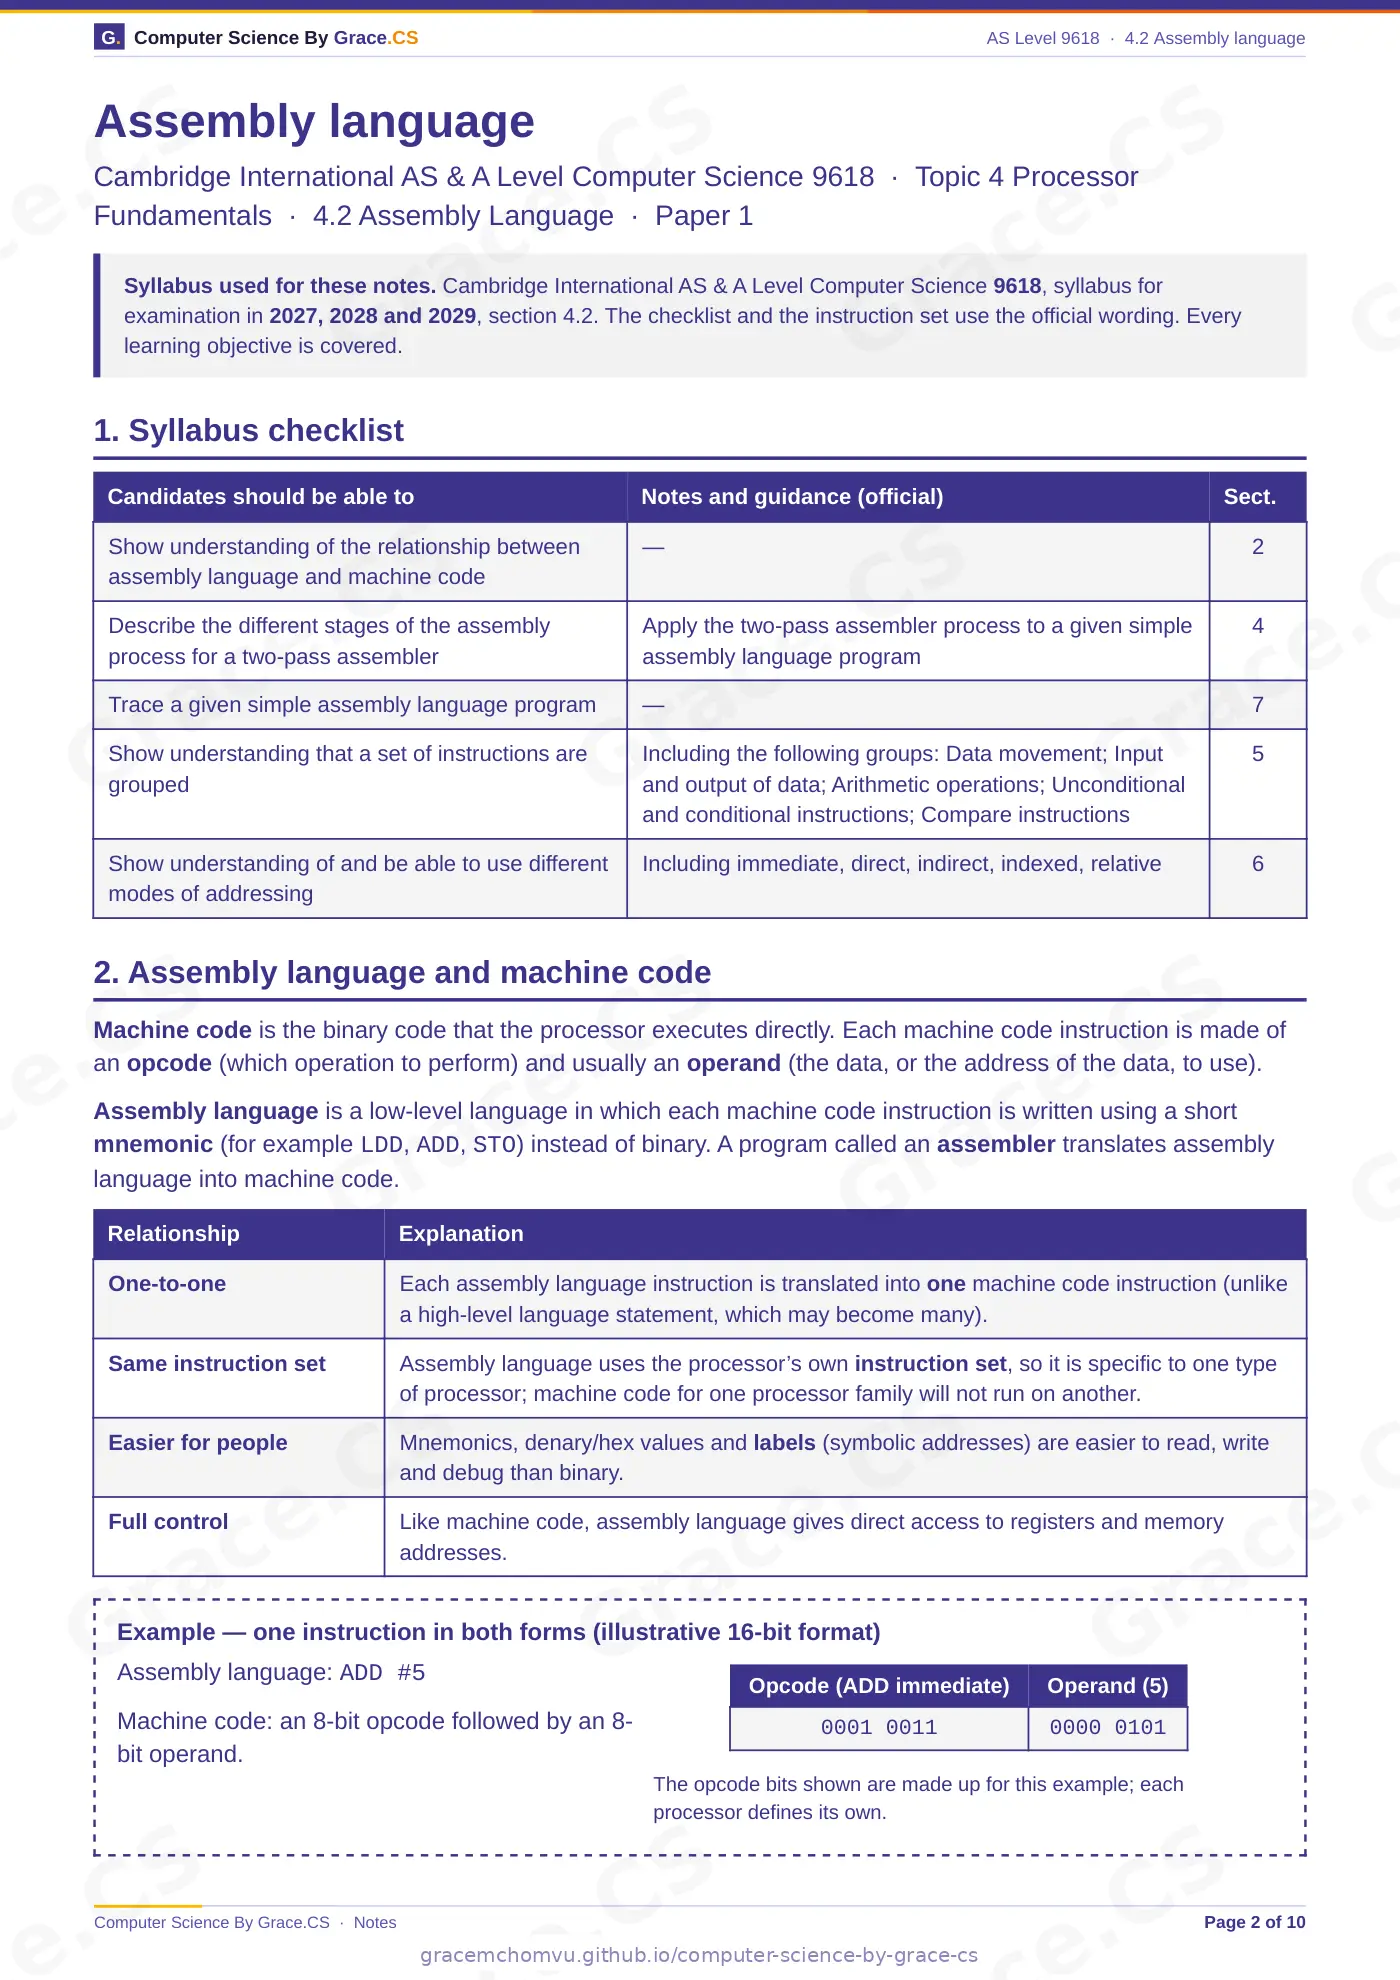 G. Computer Science By Grace.CS
AS Level 9618 · 4.2 Assembly language
Assembly language
Cambridge International AS & A Level Computer Science 9618 · Topic 4 Processor
Fundamentals · 4.2 Assembly Language · Paper 1
Syllabus used for these notes. Cambridge International AS & A Level Computer Science 9618, syllabus for
examination in 2027, 2028 and 2029, section 4.2. The checklist and the instruction set use the official wording. Every
learning objective is covered.
1. Syllabus checklist
Candidates should be able to
Notes and guidance (official)
Sect.
Show understanding of the relationship between
assembly language and machine code
—
2
Describe the different stages of the assembly
process for a two-pass assembler
Apply the two-pass assembler process to a given simple
assembly language program
4
Trace a given simple assembly language program
—
7
Show understanding that a set of instructions are
grouped
Including the following groups: Data movement; Input
and output of data; Arithmetic operations; Unconditional
and conditional instructions; Compare instructions
5
Show understanding of and be able to use different
modes of addressing
Including immediate, direct, indirect, indexed, relative
6
2. Assembly language and machine code
Machine code is the binary code that the processor executes directly. Each machine code instruction is made of
an opcode (which operation to perform) and usually an operand (the data, or the address of the data, to use).
Assembly language is a low-level language in which each machine code instruction is written using a short
mnemonic (for example LDD, ADD, STO) instead of binary. A program called an assembler translates assembly
language into machine code.
Relationship
Explanation
One-to-one
Each assembly language instruction is translated into one machine code instruction (unlike
a high-level language statement, which may become many).
Same instruction set
Assembly language uses the processor’s own instruction set, so it is specific to one type
of processor; machine code for one processor family will not run on another.
Easier for people
Mnemonics, denary/hex values and labels (symbolic addresses) are easier to read, write
and debug than binary.
Full control
Like machine code, assembly language gives direct access to registers and memory
addresses.
Example — one instruction in both forms (illustrative 16-bit format)
Assembly language: ADD #5
Machine code: an 8-bit opcode followed by an 8-
bit operand.
Opcode (ADD immediate)
Operand (5)
0001 0011
0000 0101
The opcode bits shown are made up for this example; each
processor defines its own.
Computer Science By Grace.CS · Notes
Page 2 of 10
gracemchomvu.github.io/computer-science-by-grace-cs